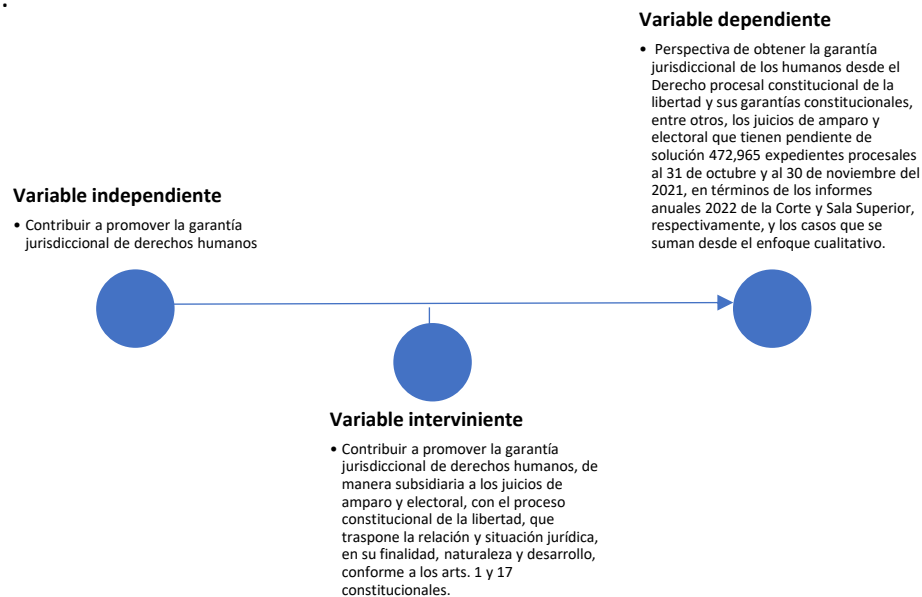 .
Variable independiente
• Contribuir a promover la garantía
jurisdiccional de derechos humanos
Variable interviniente
• Contribuir a promover la garantía
jurisdiccional de derechos humanos, de
manera subsidiaria a los juicios de
amparo y electoral, con el proceso
constitucional de la libertad, que
traspone la relación y situación jurídica,
en su finalidad, naturaleza y desarrollo,
conforme a los arts. 1 y 17
constitucionales.
Variable dependiente
• Perspectiva de obtener la garantía
jurisdiccional de los humanos desde el
Derecho procesal constitucional de la
libertad y sus garantías constitucionales,
entre otros, los juicios de amparo y
electoral que tienen pendiente de
solución 472,965 expedientes procesales
al 31 de octubre y al 30 de noviembre del
2021, en términos de los informes
anuales 2022 de la Corte y Sala Superior,
respectivamente, y los casos que se
suman desde el enfoque cualitativo.